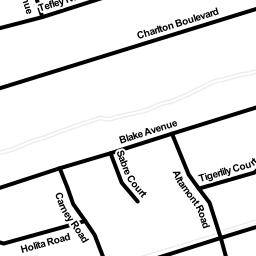 Charlton Boulevard
Blake Avenue
Sabre Court
Tigerlily Court
Altamont Road
Carney Road
Holita Road